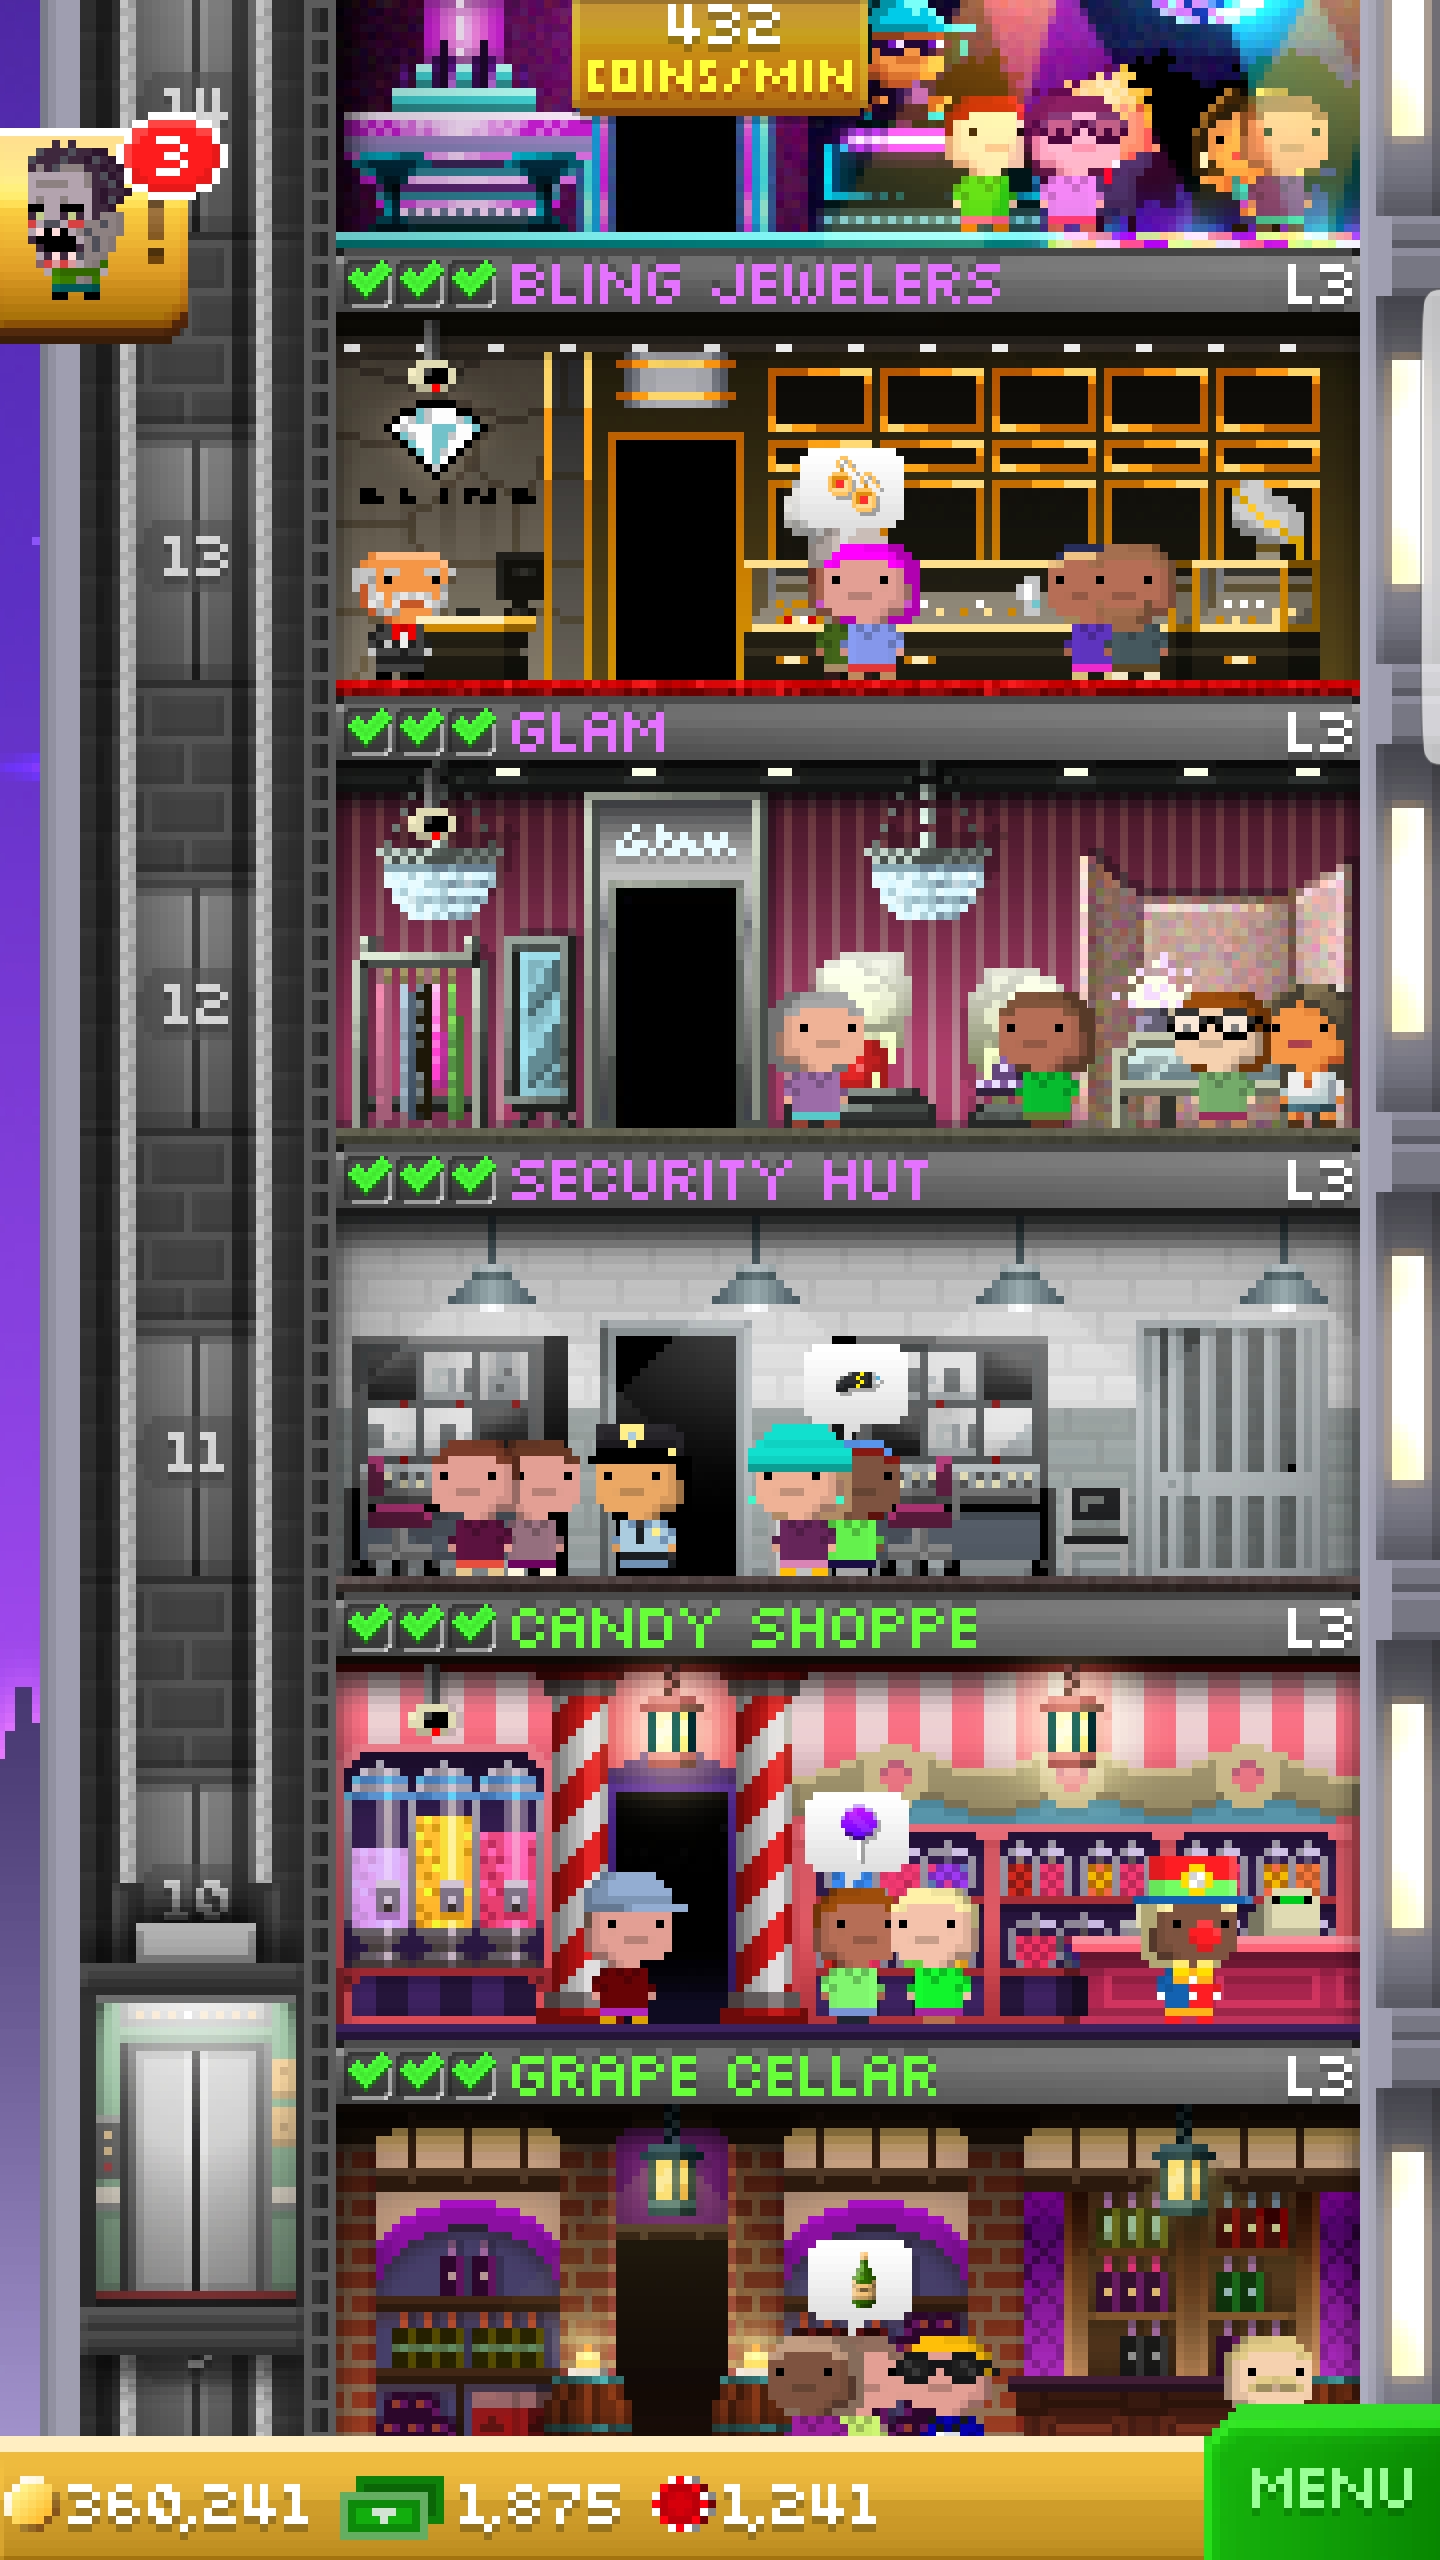 432
COINS/MIN
14
3
BLING JEWELERS L3
BLING
13
GLAM L3
Glam
12
SECURITY HUT L3
11
CANDY SHOPPE L3
10
GRAPE CELLAR L3
360,241 1,875 1,241
MENU